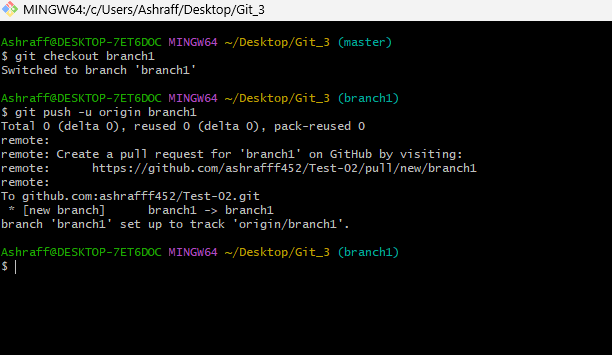 MINGW64:/c/Users/Ashraff/Desktop/Git_3
Ashraff@DESKTOP-7ET6DOC MINGW64 ~/Desktop/Git_3 (master)
$ git checkout branch1
Switched to branch 'branch1'
Ashraff@DESKTOP-7ET6DOC MINGW64 ~/Desktop/Git_3 (branch1)
$ git push -u origin branch1
Total 0 (delta 0), reused 0 (delta 0), pack-reused 0
remote:
remote: Create a pull request for 'branch1' on GitHub by visiting:
remote:      https://github.com/ashrafff452/Test-02/pull/new/branch1
remote:
To github.com:ashrafff452/Test-02.git
 * [new branch]      branch1 -> branch1
branch 'branch1' set up to track 'origin/branch1'.
Ashraff@DESKTOP-7ET6DOC MINGW64 ~/Desktop/Git_3 (branch1)
$